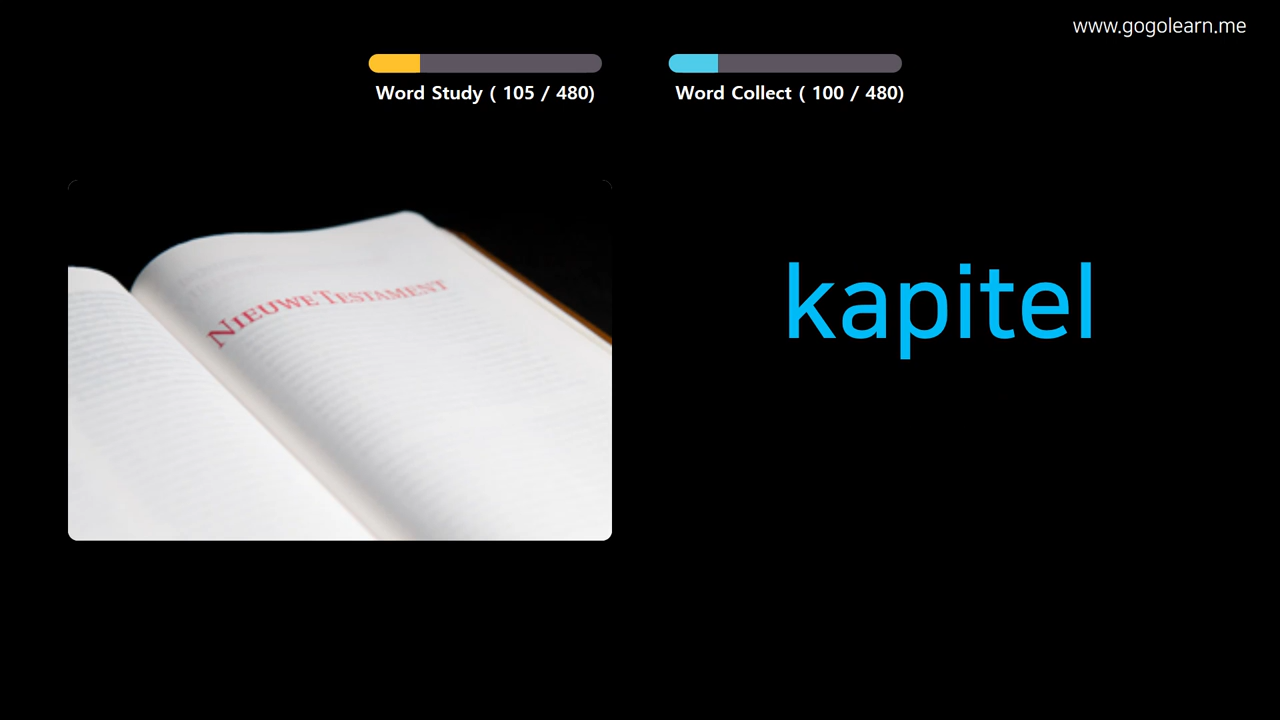 www.gogolearn.me
Word Study ( 105 / 480)
Word Collect ( 100 / 480)
NIEUWE TESTAMENT
kapitel